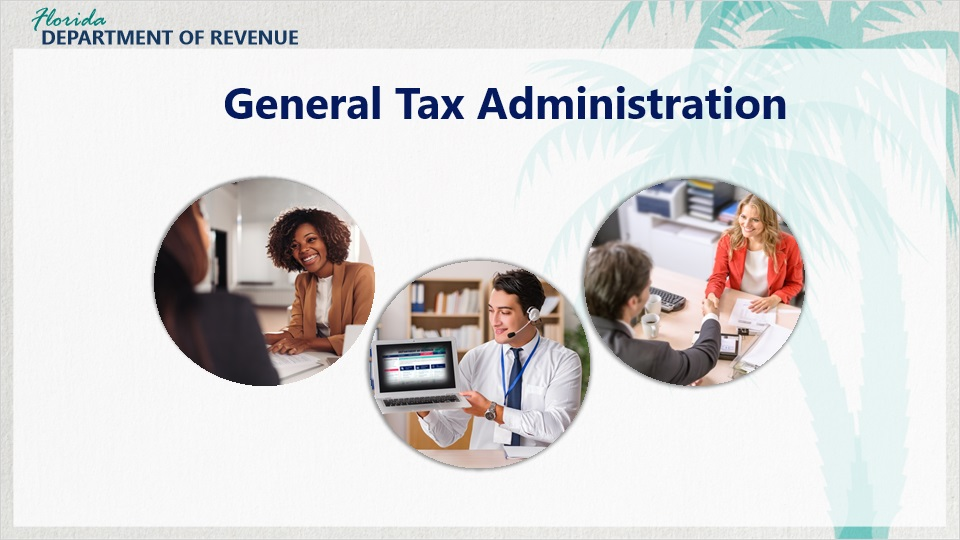 Florida
DEPARTMENT OF REVENUE
General Tax Administration